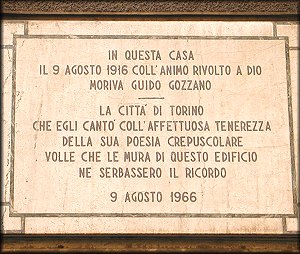 IN QUESTA CASA
IL 9 AGOSTO 1916 COLL'ANIMO RIVOLTO A DIO
MORIVA GUIDO GOZZANO
LA CITTÀ DI TORINO
CHE EGLI CANTÒ COLL'AFFETTUOSA TENEREZZA
DELLA SUA POESIA CREPUSCOLARE
VOLLE CHE LE MURA DI QUESTO EDIFICIO
NE SERBASSERO IL RICORDO
9 AGOSTO 1966